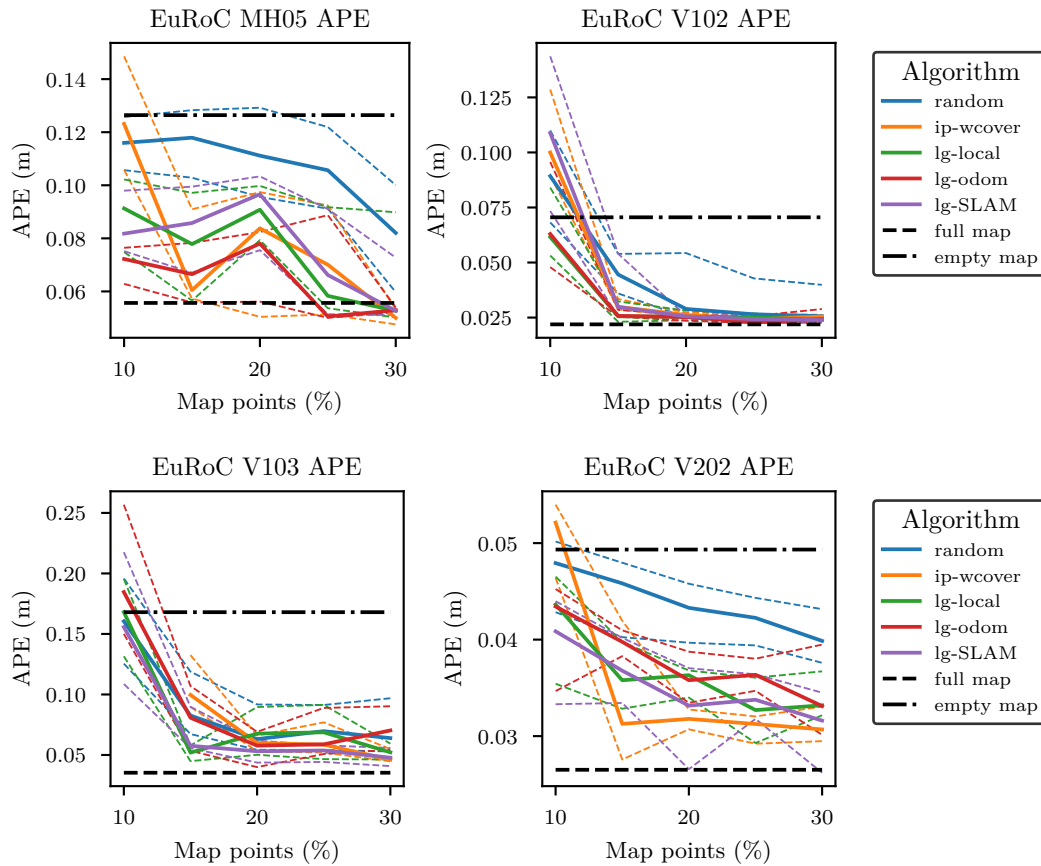 EuRoC MH05 APE
0.14
0.12
0.10
0.08
0.06
APE (m)
10 20 30
Map points (%)
EuRoC V102 APE
0.125
0.100
0.075
0.050
0.025
APE (m)
10 20 30
Map points (%)
Algorithm
random
ip-wcover
lg-local
lg-odom
lg-SLAM
full map
empty map
EuRoC V103 APE
0.25
0.20
0.15
0.10
0.05
APE (m)
10 20 30
Map points (%)
EuRoC V202 APE
0.05
0.04
0.03
APE (m)
10 20 30
Map points (%)
Algorithm
random
ip-wcover
lg-local
lg-odom
lg-SLAM
full map
empty map